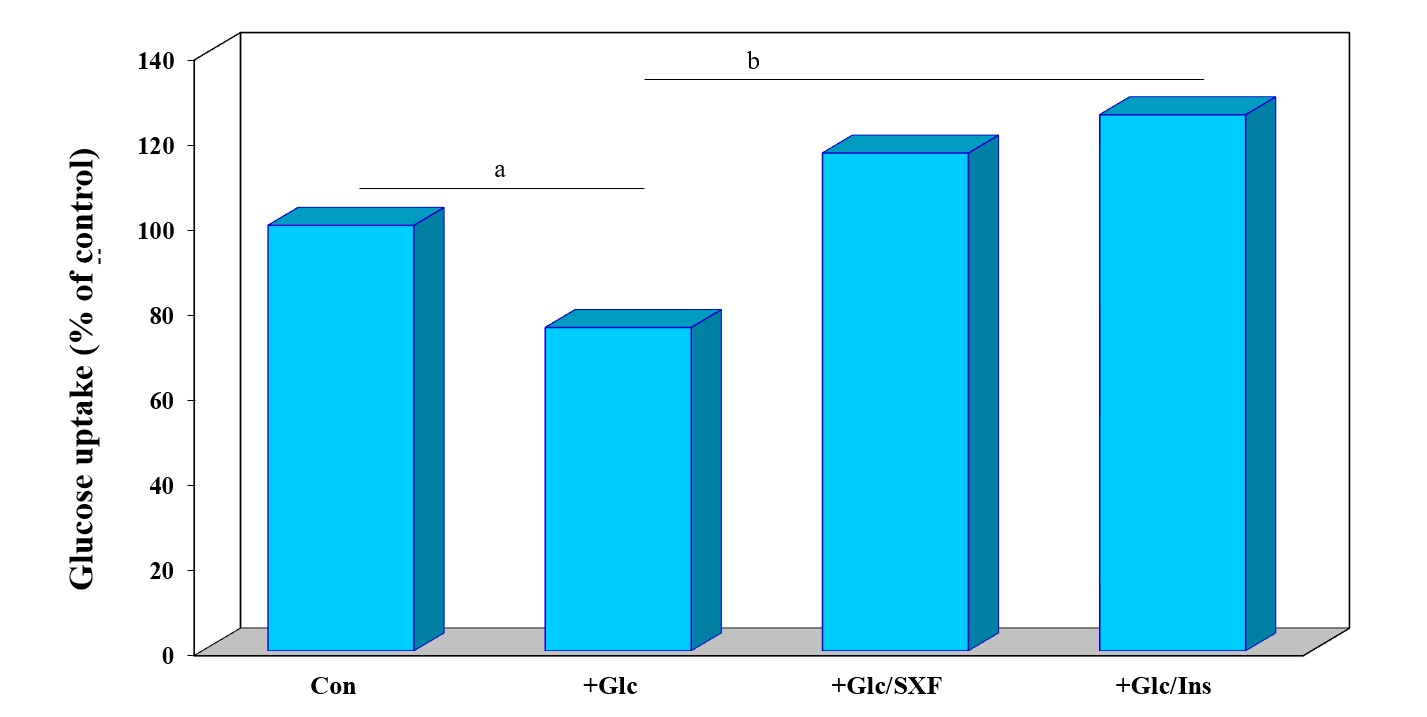 Glucose uptake (% of control)
140
120
100
80
60
40
20
0
b
a
Con
+Glc
+Glc/SXF
+Glc/Ins